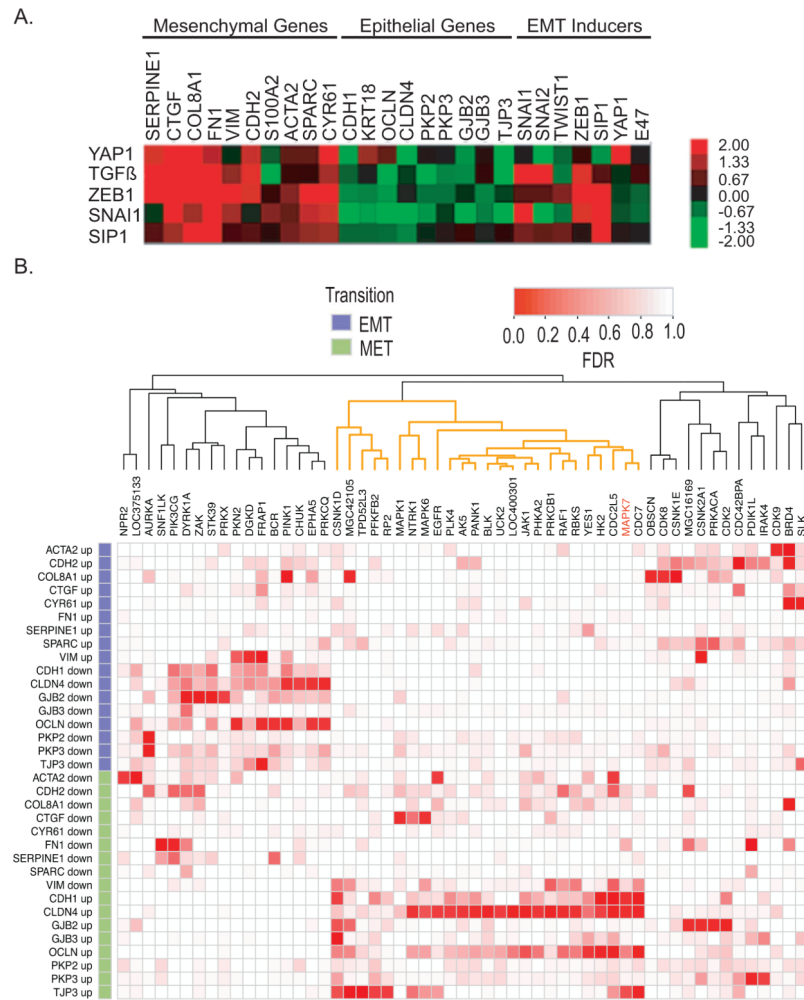 A.
Mesenchymal Genes Epithelial Genes EMT Inducers
SERPINE1
CTGF
COL8A1
FN1
VIM
CDH2
S100A2
ACTA2
SPARC
CYR61
CDH1
KRT18
OCLN
CLDN4
PKP2
PKP3
GJB2
GJB3
TJP3
SNAI1
SNAI2
TWIST1
ZEB1
SIP1
YAP1
E47
YAP1
TGFß
ZEB1
SNAI1
SIP1
2.00
1.33
0.67
0.00
-0.67
-1.33
-2.00
B.
Transition
EMT
MET
0.0 0.2 0.4 0.6 0.8 1.0
FDR
NPR2
LOC375133
AURKA
SNF1LK
PIK3CG
DYRK1A
ZAK
STK39
PRKX
PKN2
DGKD
FRAP1
BCR
PINK1
CHUK
EPHA5
PRKCQ
CSNK1D
MGC42105
TPD52L3
PFKFB2
RP2
MAPK1
NTRK1
MAPK6
EGFR
PLK4
AK5
PANK1
BLK
UCK2
LOC400301
JAK1
PHKA2
PRKCB1
RAF1
RBKS
YES1
HK2
CDC2L5
MAPK7
CDC7
OBSCN
CDK8
CSNK1E
MGC16169
CSNK2A1
PRKACA
CDK2
CDC42BPA
PDIK1L
IRAK4
CDK9
BRD4
SLK
ACTA2 up
CDH2 up
COL8A1 up
CTGF up
CYR61 up
FN1 up
SERPINE1 up
SPARC up
VIM up
CDH1 down
CLDN4 down
GJB2 down
GJB3 down
OCLN down
PKP2 down
PKP3 down
TJP3 down
ACTA2 down
CDH2 down
COL8A1 down
CTGF down
CYR61 down
FN1 down
SERPINE1 down
SPARC down
VIM down
CDH1 up
CLDN4 up
GJB2 up
GJB3 up
OCLN up
PKP2 up
PKP3 up
TJP3 up